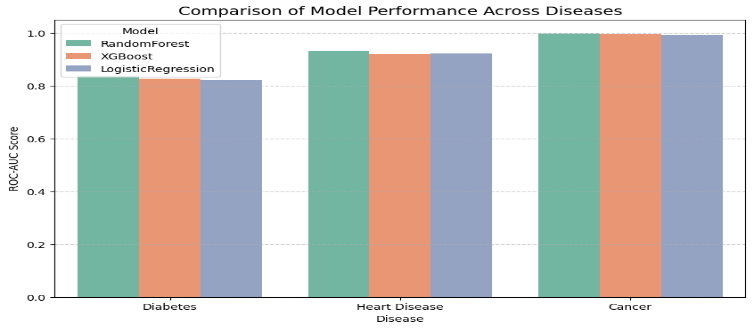 Comparison of Model Performance Across Diseases
Model
RandomForest
XGBoost
LogisticRegression
ROC-AUC Score
1.0
0.8
0.6
0.4
0.2
0.0
Diabetes
Heart Disease
Cancer
Disease